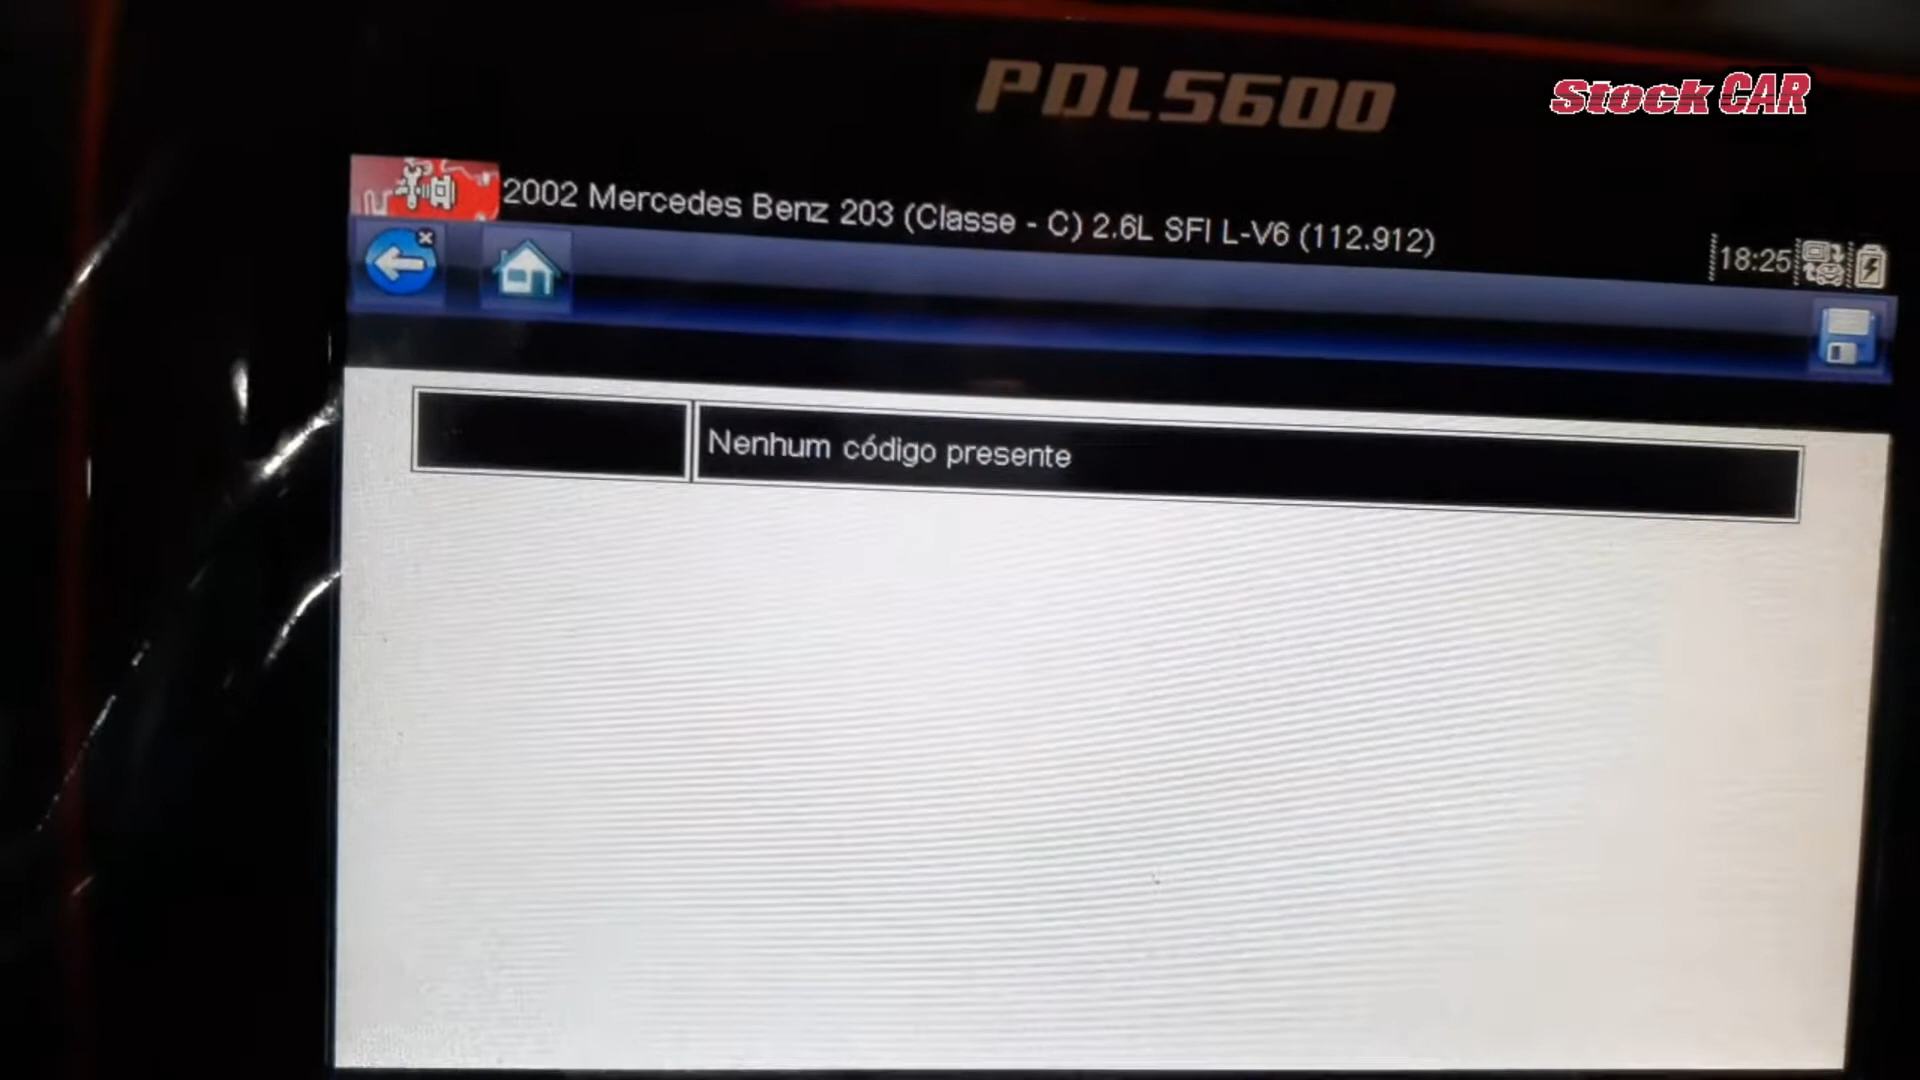 PDL5600
Stock CAR
2002 Mercedes Benz 203 (Classe - C) 2.6L SFI L-V6 (112.912)
18:25
Nenhum código presente